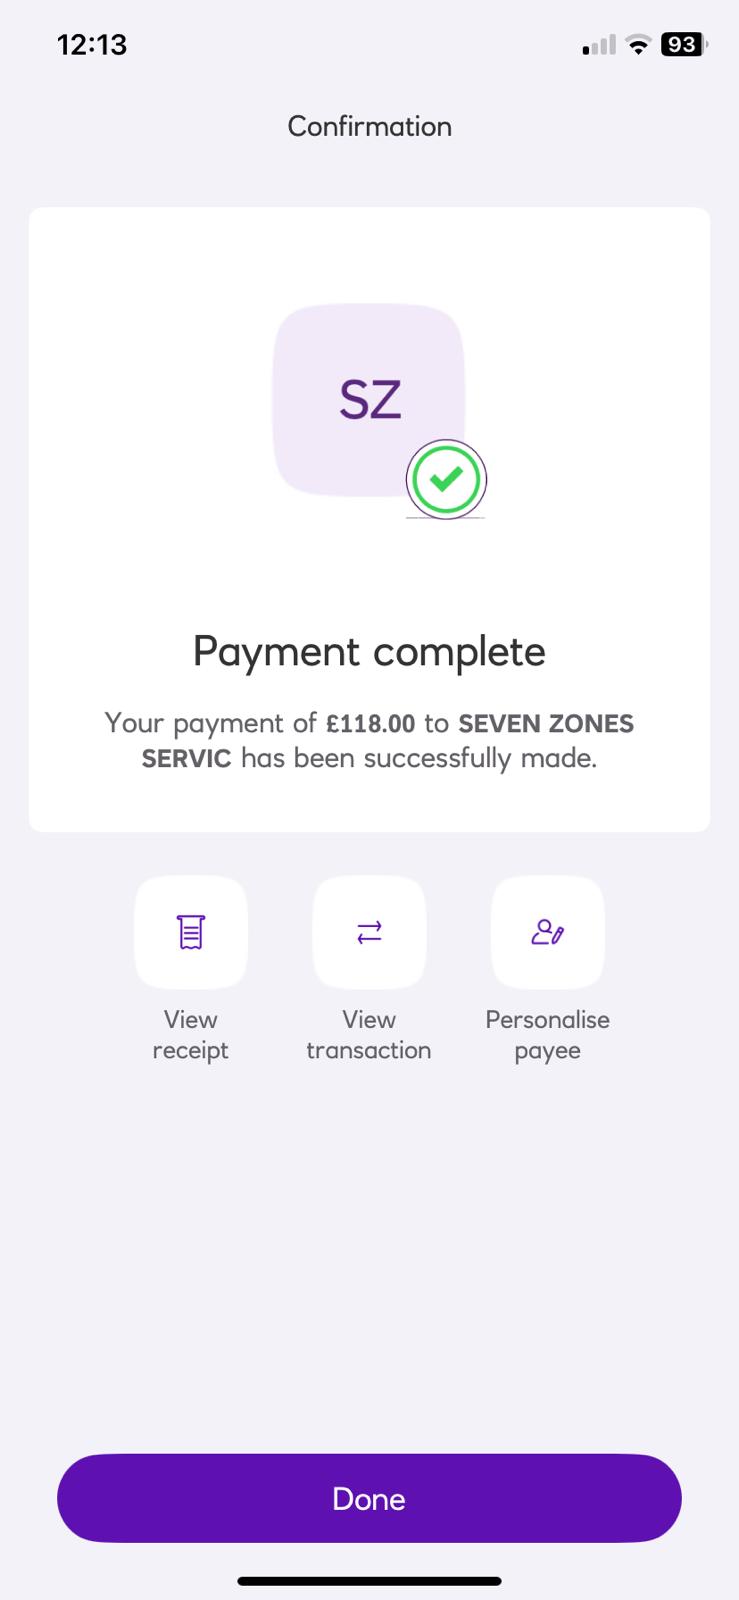 12:13
93
Confirmation
SZ
Payment complete
Your payment of £118.00 to SEVEN ZONES
SERVIC has been successfully made.
View
receipt
View
transaction
Personalise
payee
Done